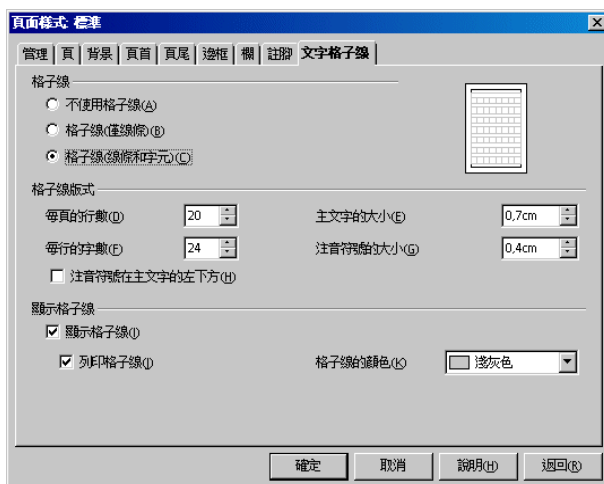 頁面樣式: 標準
管理 頁 背景 頁首 頁尾 邊框 欄 註腳 文字格子線
格子線
不使用格子線(A)
格子線(僅線條)(B)
格子線(線條和字元)(C)
格子線版式
每頁的行數(D) 20 主文字的大小(E) 0,7cm
每行的字數(F) 24 注音符號的大小(G) 0,4cm
注音符號在主文字的左下方(H)
顯示格子線
顯示格子線(I)
列印格子線(J) 格子線的顏色(K) 淺灰色
確定 取消 說明(H) 返回(R)